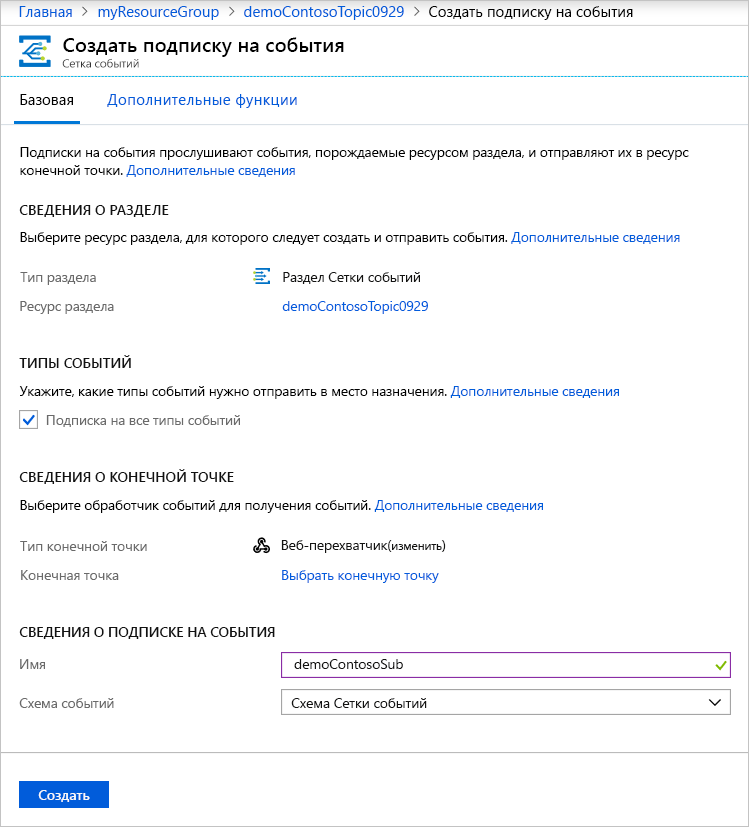 Главная > myResourceGroup > demoContosoTopic0929 > Создать подписку на события
Создать подписку на события
Сетка событий
Базовая Дополнительные функции
Подписки на события прослушивают события, порождаемые ресурсом раздела, и отправляют их в ресурс
конечной точки. Дополнительные сведения
СВЕДЕНИЯ О РАЗДЕЛЕ
Выберите ресурс раздела, для которого следует создать и отправить события. Дополнительные сведения
Тип раздела Раздел Сетки событий
Ресурс раздела demoContosoTopic0929
ТИПЫ СОБЫТИЙ
Укажите, какие типы событий нужно отправить в место назначения. Дополнительные сведения
Подписка на все типы событий
СВЕДЕНИЯ О КОНЕЧНОЙ ТОЧКЕ
Выберите обработчик событий для получения событий. Дополнительные сведения
Тип конечной точки Веб-перехватчик(изменить)
Конечная точка Выбрать конечную точку
СВЕДЕНИЯ О ПОДПИСКЕ НА СОБЫТИЯ
Имя demoContosoSub
Схема событий Схема Сетки событий
Создать